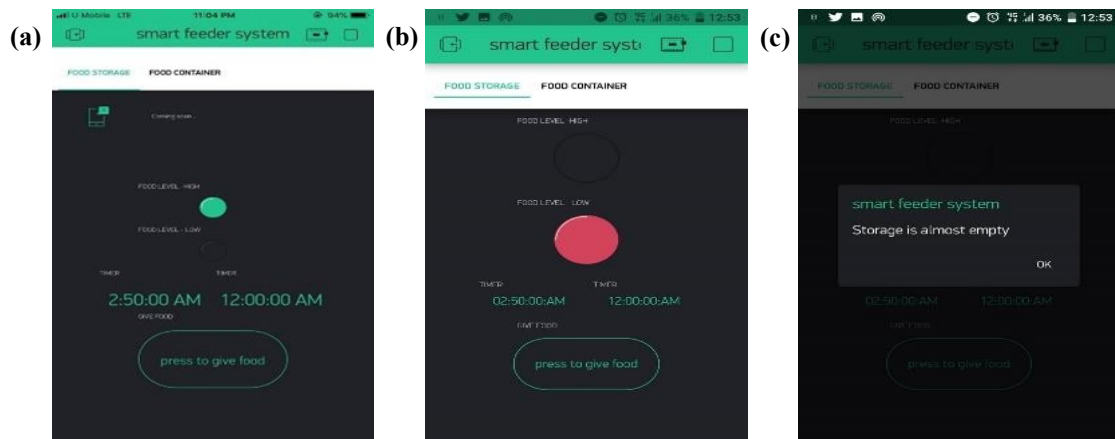 (a)
U Mobile LTE 11:04 PM 94%
smart feeder system
FOOD STORAGE FOOD CONTAINER
Coming soon..
FOOD LEVEL - HIGH
FOOD LEVEL - LOW
TIMER TIMER
2:50:00 AM 12:00:00 AM
GIVE FOOD
press to give food
(b)
36% 12:53
smart feeder syst
FOOD STORAGE FOOD CONTAINER
FOOD LEVEL - HIGH
FOOD LEVEL - LOW
TIMER TIMER
02:50:00:AM 12:00:00:AM
GIVE FOOD
press to give food
(c)
36% 12:53
smart feeder syst
FOOD STORAGE FOOD CONTAINER
FOOD LEVEL - HIGH
smart feeder system
Storage is almost empty
OK
02:50:00:AM 12:00:00:AM
GIVE FOOD
press to give food